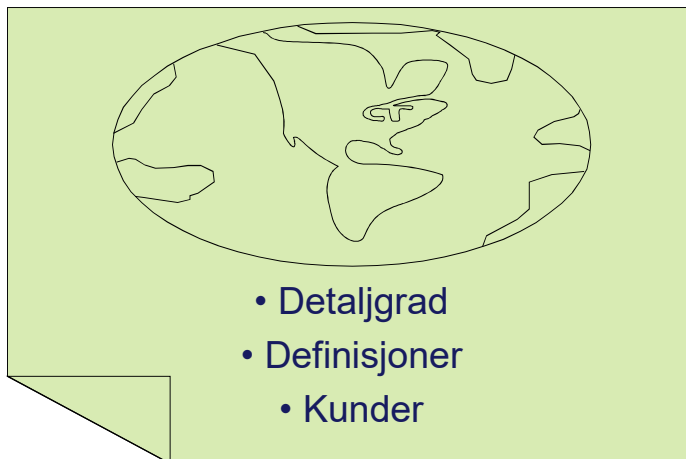 • Detaljgrad
• Definisjoner
• Kunder